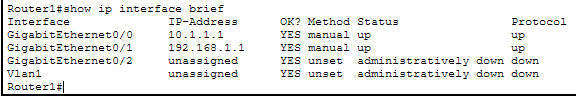 Router1#show ip interface brief
Interface              IP-Address      OK? Method Status                Protocol
GigabitEthernet0/0     10.1.1.1        YES manual up                    up
GigabitEthernet0/1     192.168.1.1     YES manual up                    up
GigabitEthernet0/2     unassigned      YES unset  administratively down down
Vlan1                  unassigned      YES unset  administratively down down
Router1#